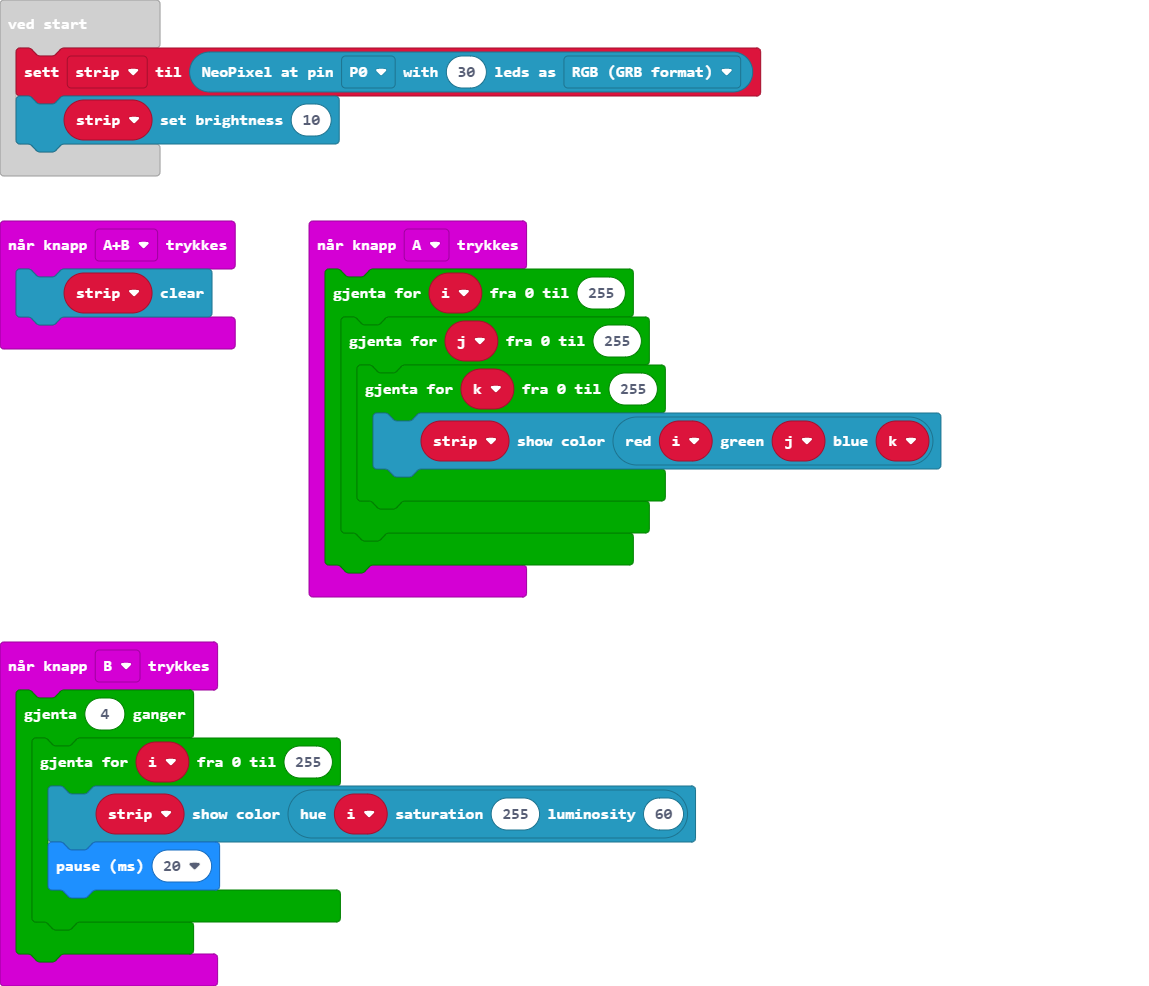 ved start
sett strip til NeoPixel at pin P0 with 30 leds as RGB (GRB format)
strip set brightness 10
når knapp A+B trykkes
strip clear
når knapp A trykkes
gjenta for i fra 0 til 255
gjenta for j fra 0 til 255
gjenta for k fra 0 til 255
strip show color red i green j blue k
når knapp B trykkes
gjenta 4 ganger
gjenta for i fra 0 til 255
strip show color hue i saturation 255 luminosity 60
pause (ms) 20